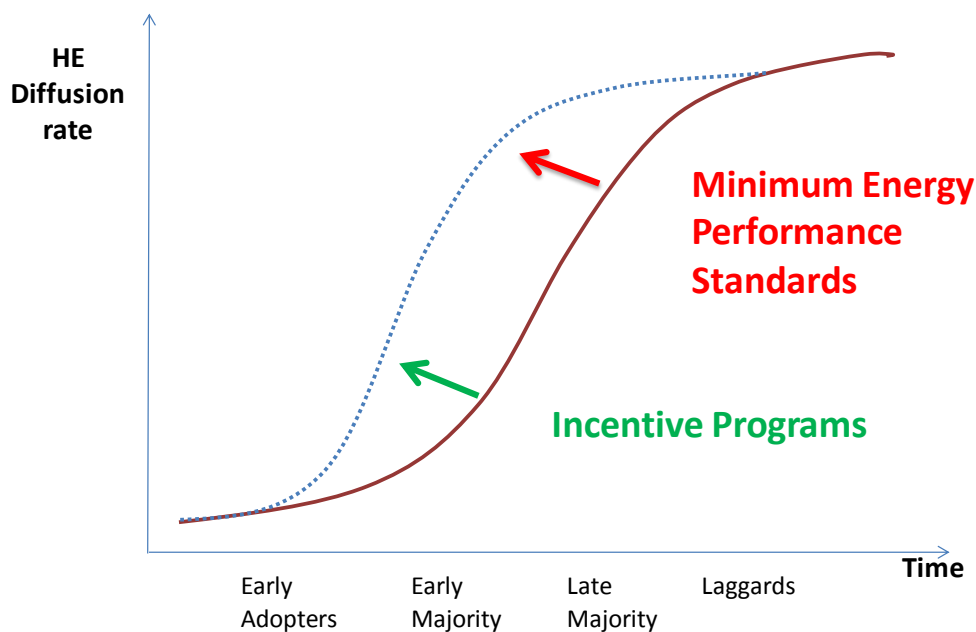 HE
Diffusion
rate
Minimum Energy
Performance
Standards
Incentive Programs
Time
Early
Adopters
Early
Majority
Late
Majority
Laggards